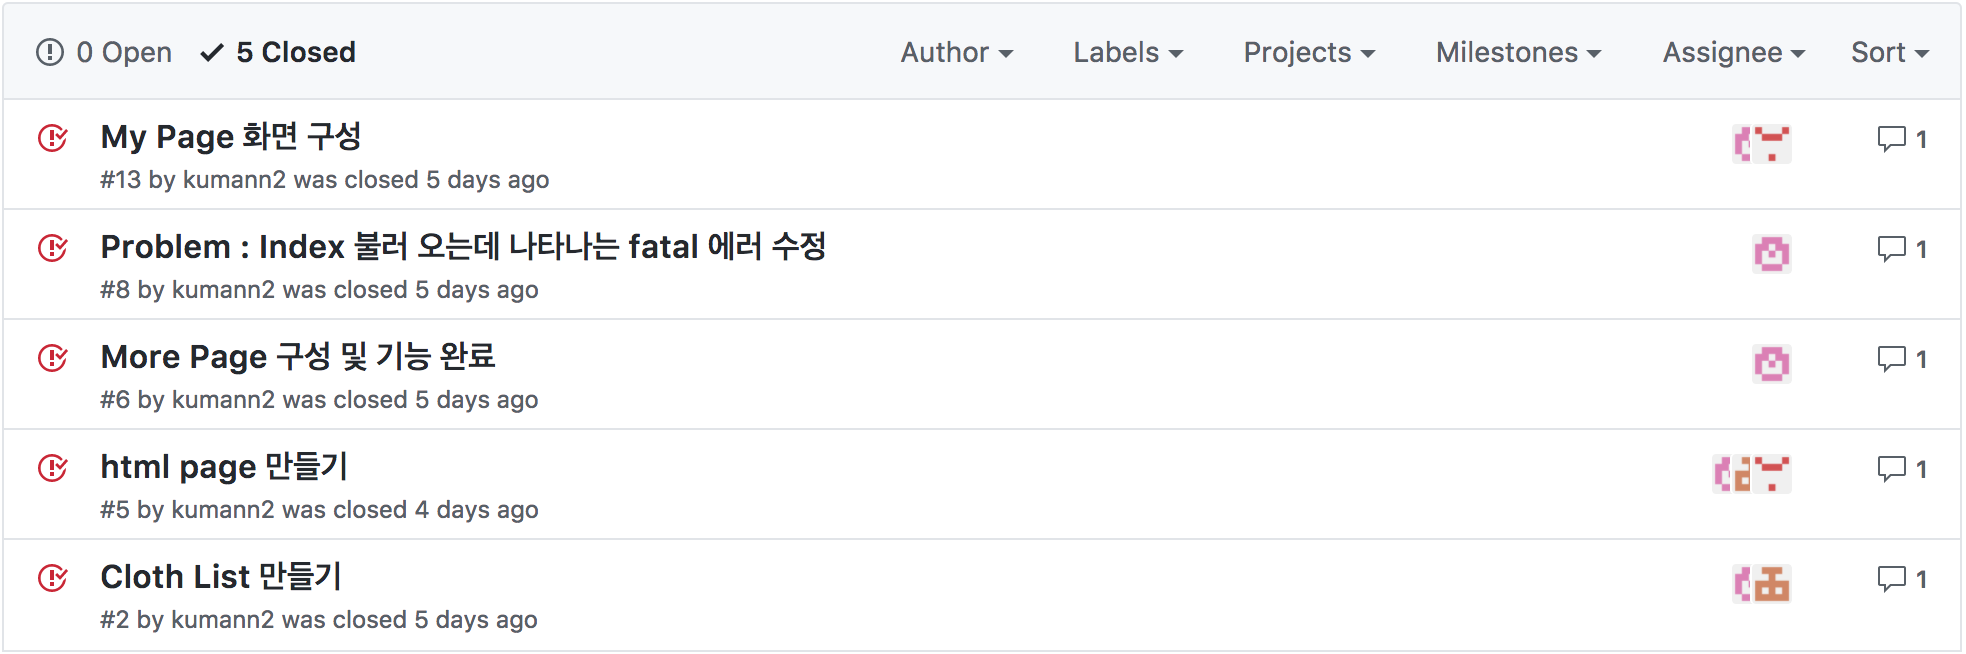 0 Open 5 Closed Author Labels Projects Milestones Assignee Sort
My Page 화면 구성 1
#13 by kumann2 was closed 5 days ago
Problem : Index 불러 오는데 나타나는 fatal 에러 수정 1
#8 by kumann2 was closed 5 days ago
More Page 구성 및 기능 완료 1
#6 by kumann2 was closed 5 days ago
html page 만들기 1
#5 by kumann2 was closed 4 days ago
Cloth List 만들기 1
#2 by kumann2 was closed 5 days ago